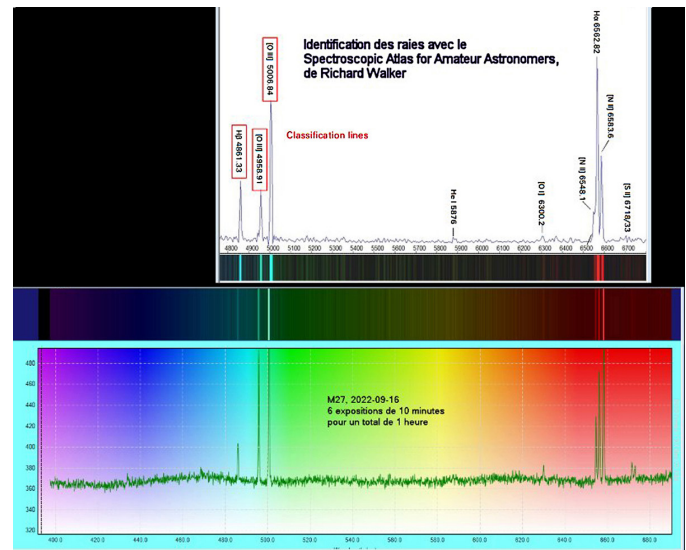 Identification des raies avec le
Spectroscopic Atlas for Amateur Astronomers,
de Richard Walker
Classification lines
Hβ 4861.33
[O III] 4958.91
[O III] 5006.84
He I 5876
[O I] 6300.2
[N II] 6548.1
Hα 6562.82
[N II] 6583.6
[S II] 6718/33
4800 4900 5000 5100 5200 5300 5400 5500 5600 5700 5800 5900 6000 6100 6200 6300 6400 6500 6600 6700
M27, 2022-09-16
6 expositions de 10 minutes
pour un total de 1 heure
480
460
440
420
400
380
360
340
320
400.0 420.0 440.0 460.0 480.0 500.0 520.0 540.0 560.0 580.0 600.0 620.0 640.0 660.0 680.0